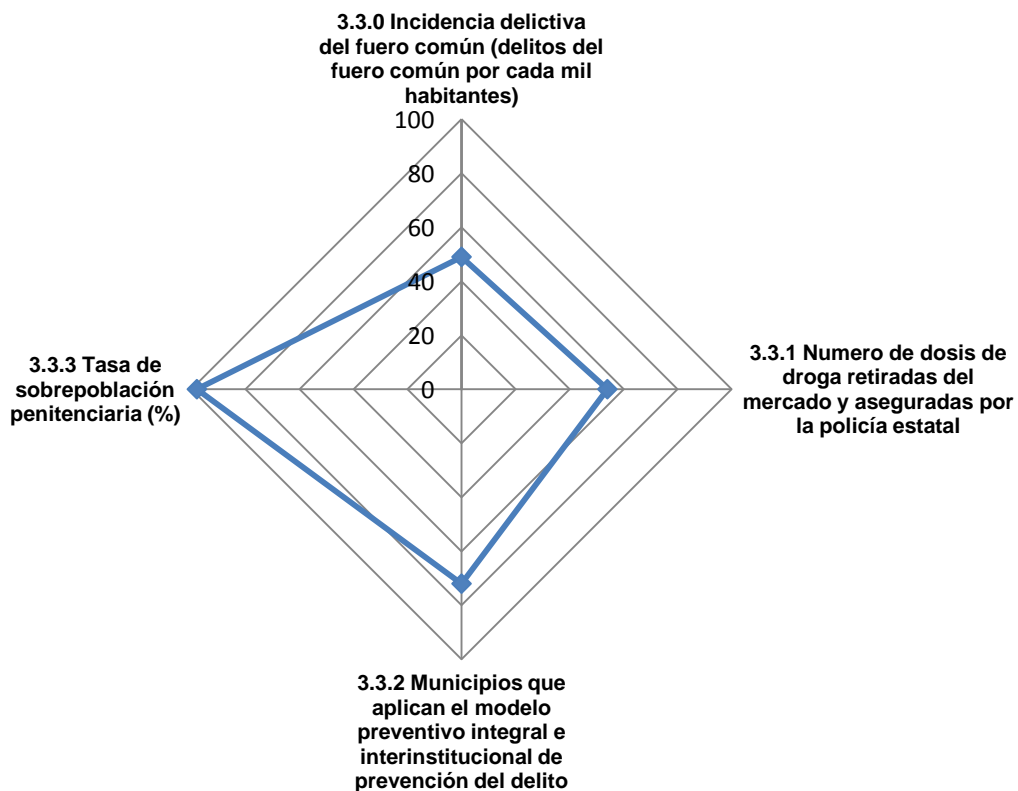 3.3.0 Incidencia delictiva
del fuero común (delitos del
fuero común por cada mil
habitantes)
100
80
60
40
20
0
3.3.1 Numero de dosis de
droga retiradas del
mercado y aseguradas por
la policía estatal
3.3.3 Tasa de
sobrepoblación
penitenciaria (%)
3.3.2 Municipios que
aplican el modelo
preventivo integral e
interinstitucional de
prevención del delito